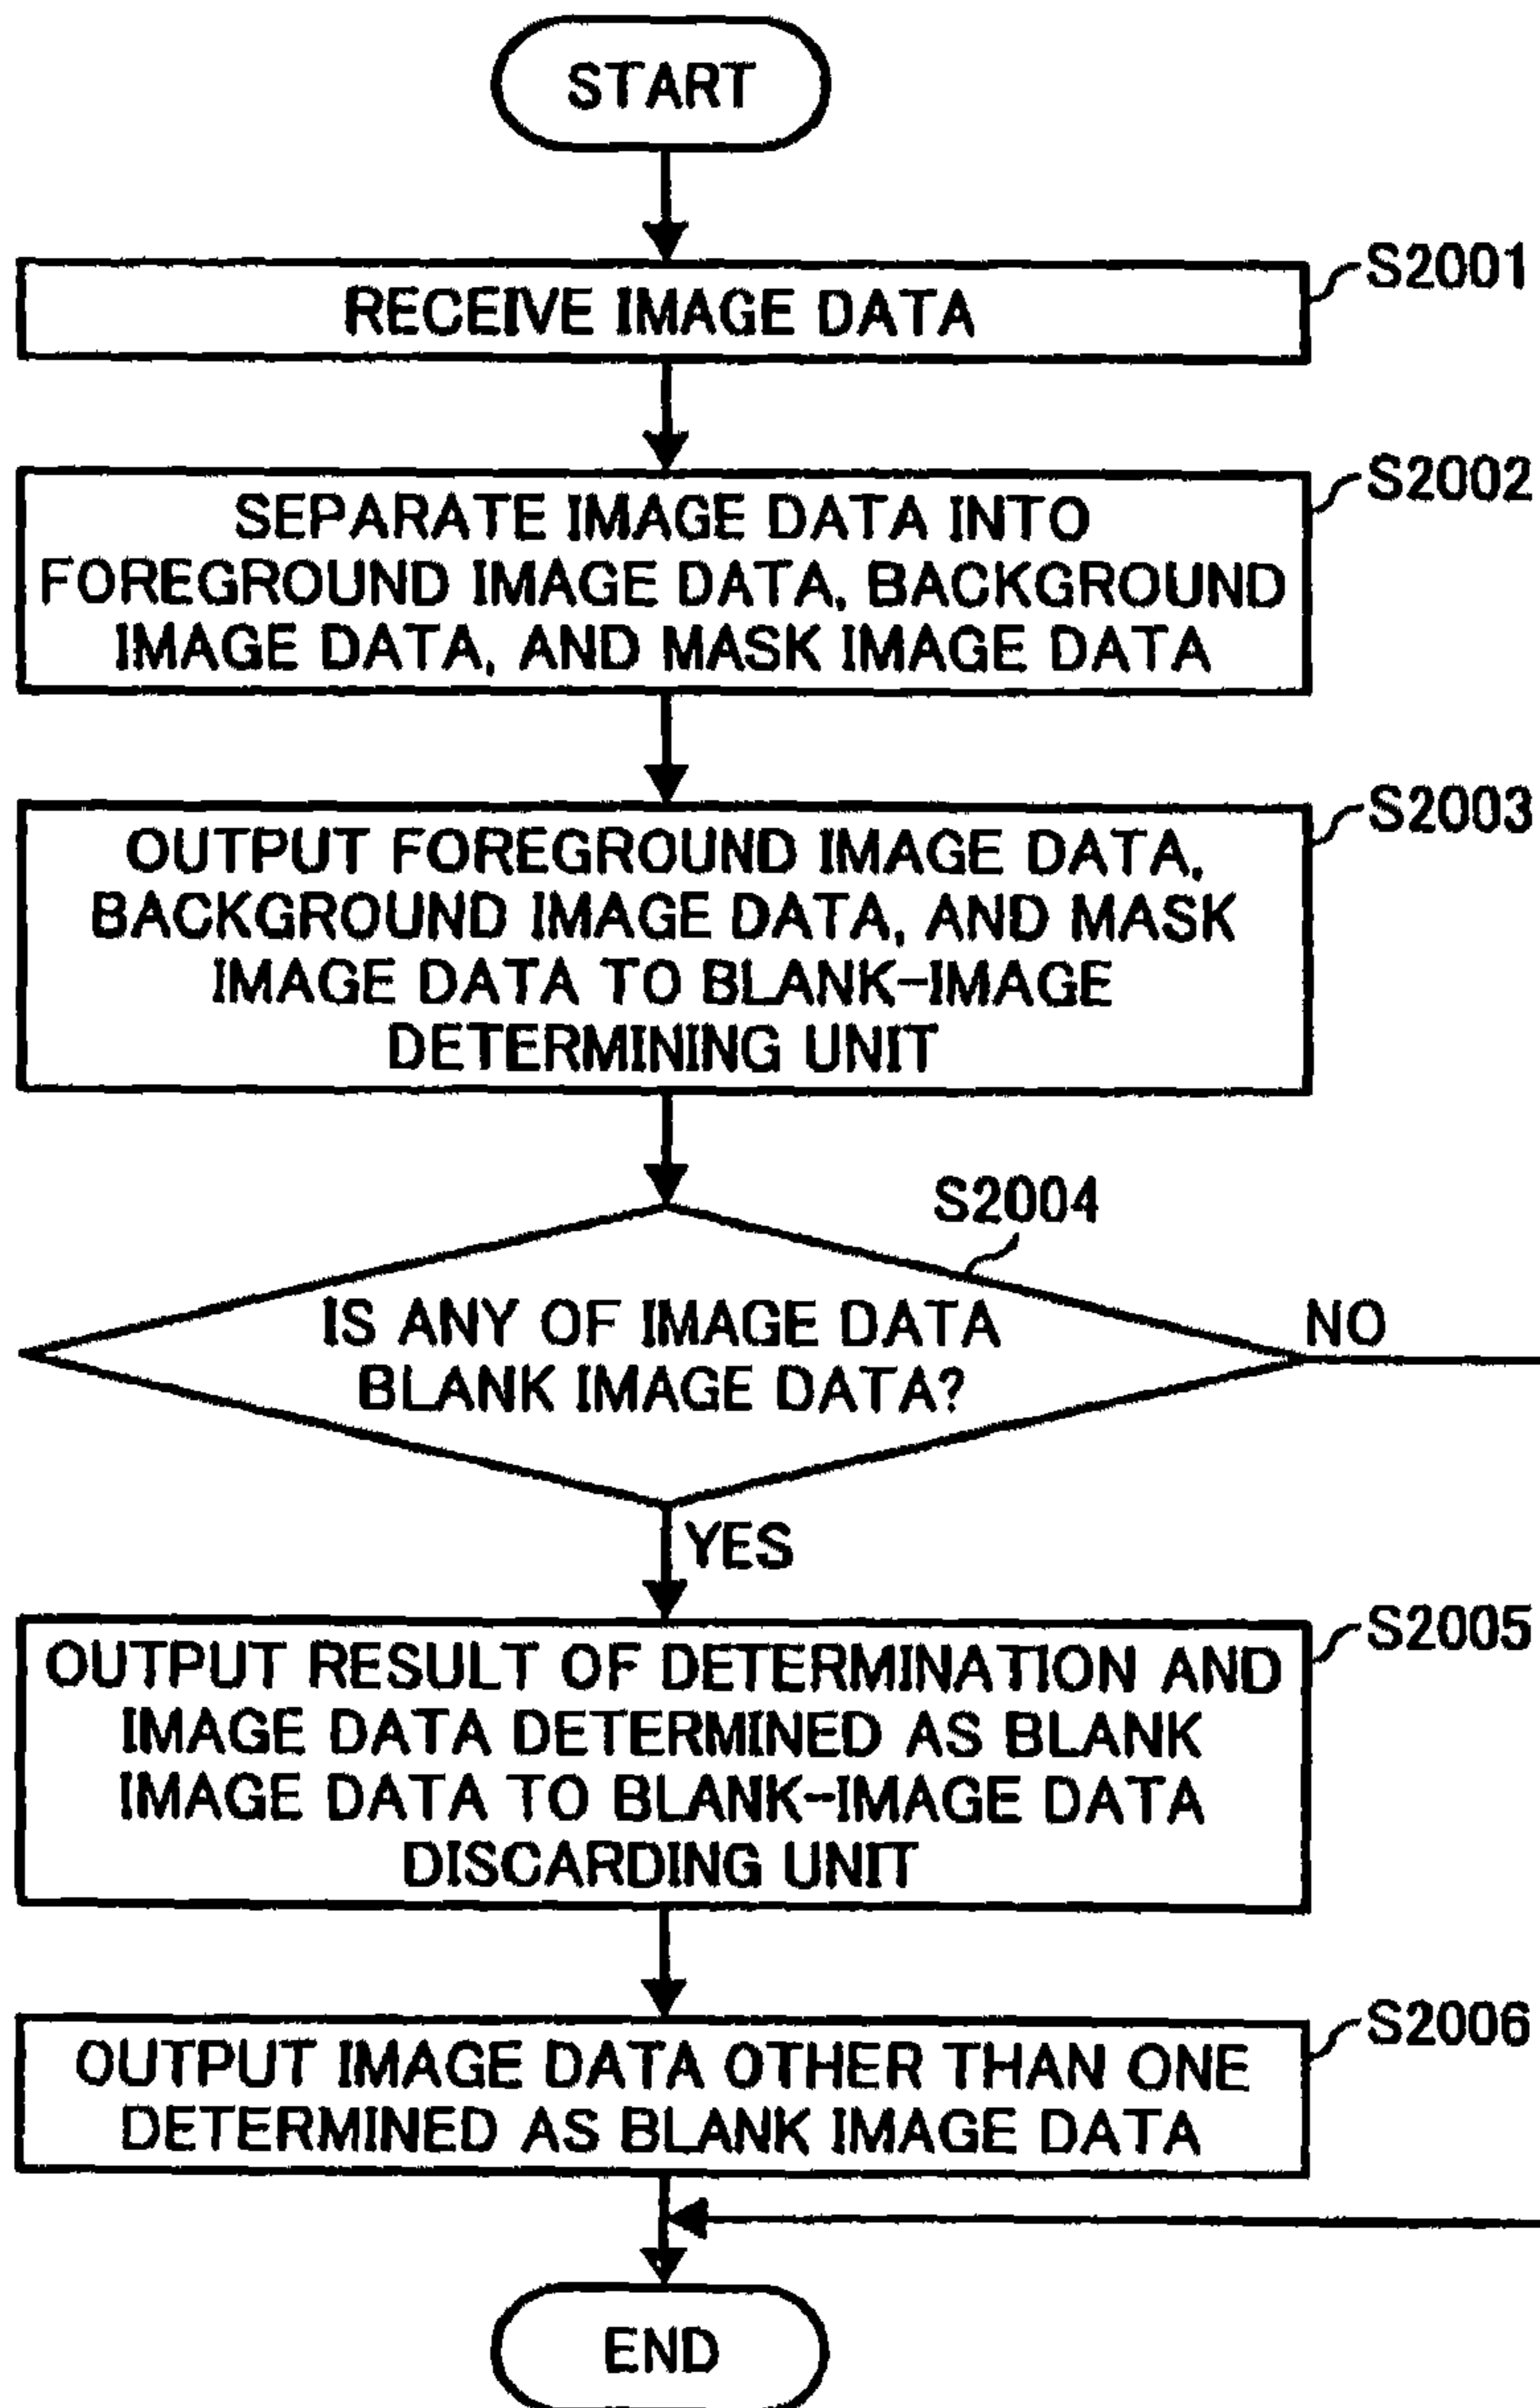 START
S2001
RECEIVE IMAGE DATA
S2002
SEPARATE IMAGE DATA INTO
FOREGROUND IMAGE DATA, BACKGROUND
IMAGE DATA, AND MASK IMAGE DATA
S2003
OUTPUT FOREGROUND IMAGE DATA,
BACKGROUND IMAGE DATA, AND MASK
IMAGE DATA TO BLANK-IMAGE
DETERMINING UNIT
S2004
IS ANY OF IMAGE DATA
BLANK IMAGE DATA?
NO
YES
S2005
OUTPUT RESULT OF DETERMINATION AND
IMAGE DATA DETERMINED AS BLANK
IMAGE DATA TO BLANK-IMAGE DATA
DISCARDING UNIT
S2006
OUTPUT IMAGE DATA OTHER THAN ONE
DETERMINED AS BLANK IMAGE DATA
END